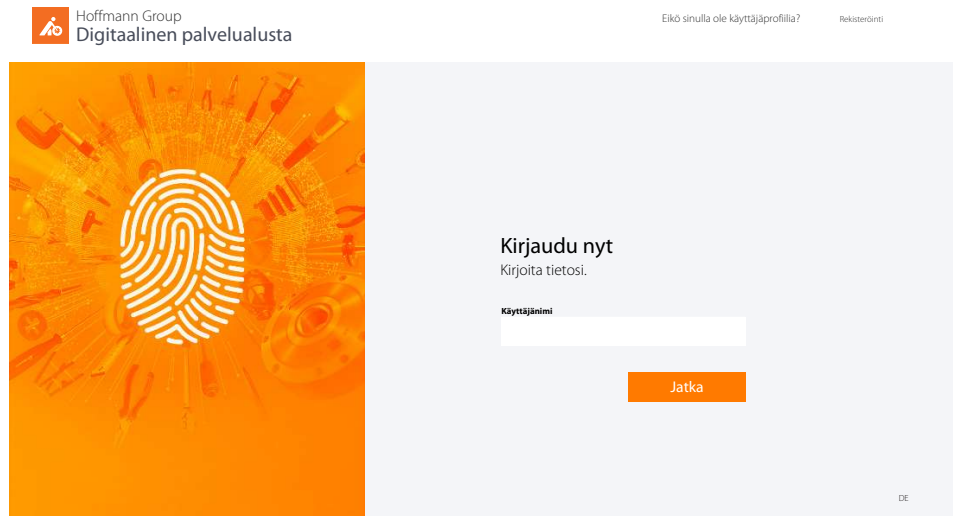 Hoffmann Group
Digitaalinen palvelualusta
Eikö sinulla ole käyttäjäprofiilia?
Rekisteröinti
Kirjaudu nyt
Kirjoita tietosi.
Käyttäjänimi
Jatka
DE